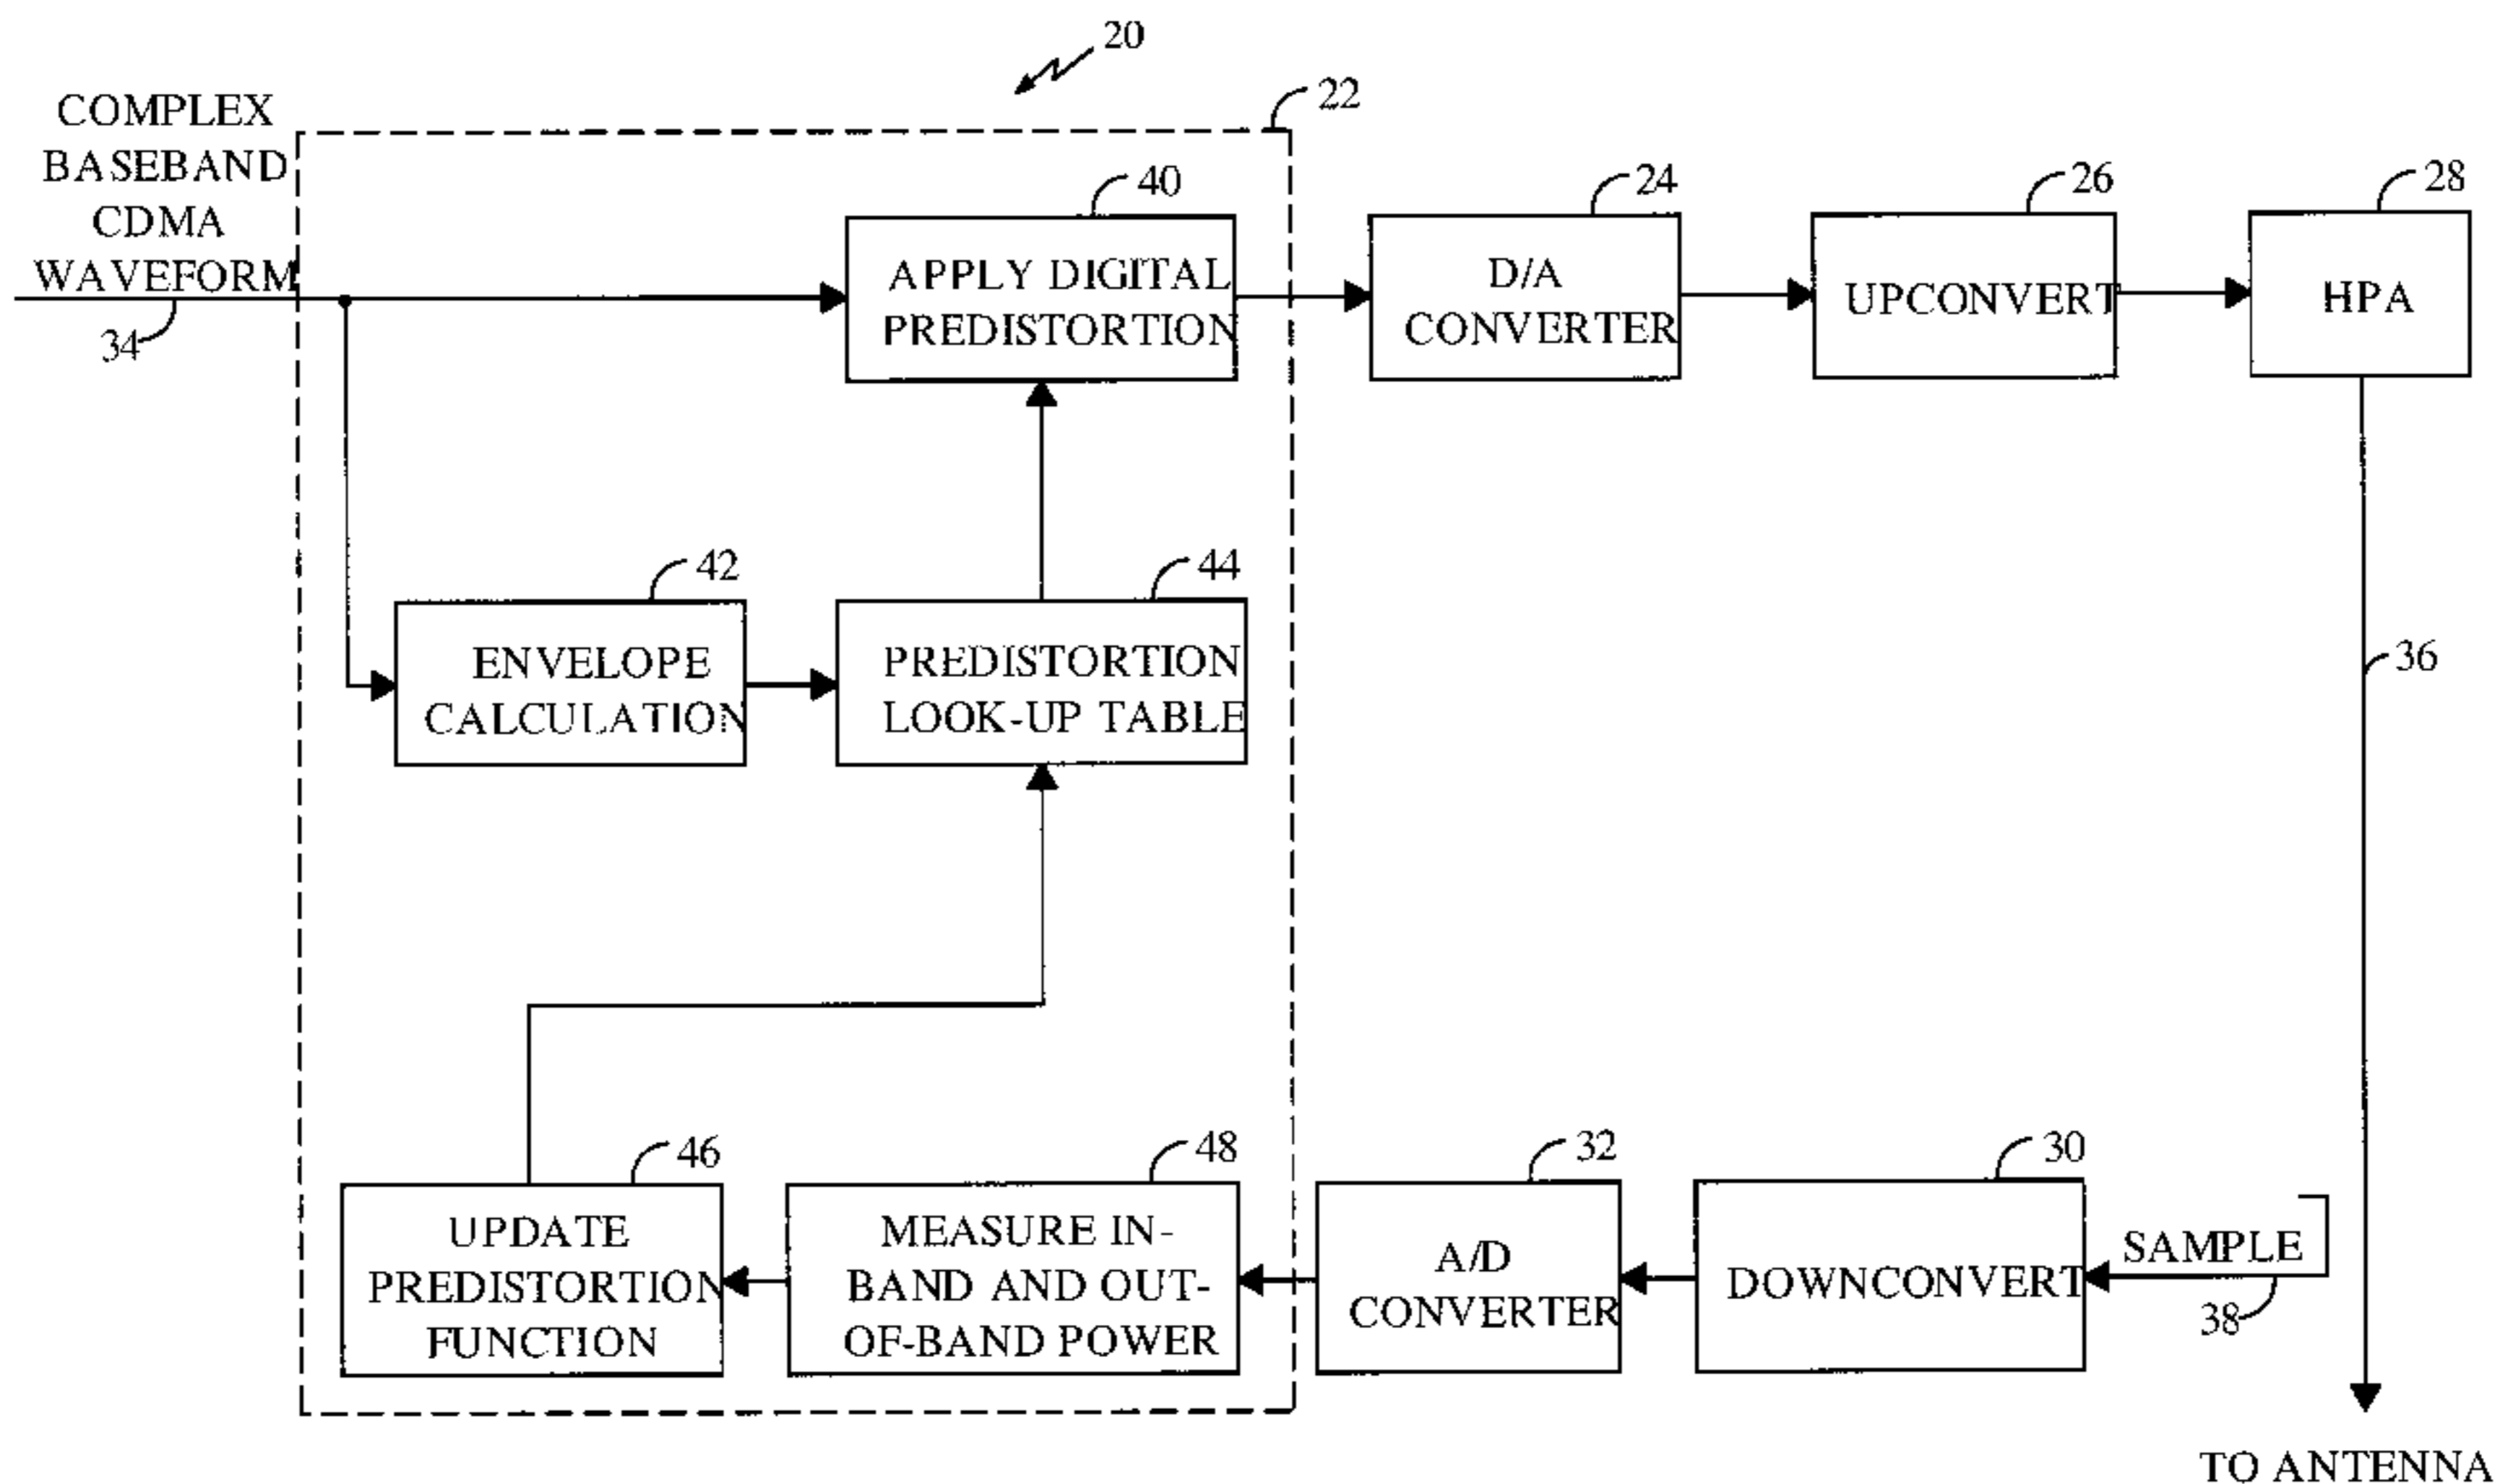 20
22
COMPLEX
BASEBAND
CDMA
WAVEFORM
34
40
APPLY DIGITAL
PREDISTORTION
24
D/A
CONVERTER
26
UPCONVERT
28
HPA
42
ENVELOPE
CALCULATION
44
PREDISTORTION
LOOK-UP TABLE
36
46
UPDATE
PREDISTORTION
FUNCTION
48
MEASURE IN-
BAND AND OUT-
OF-BAND POWER
32
A/D
CONVERTER
30
DOWNCONVERT
SAMPLE
38
TO ANTENNA